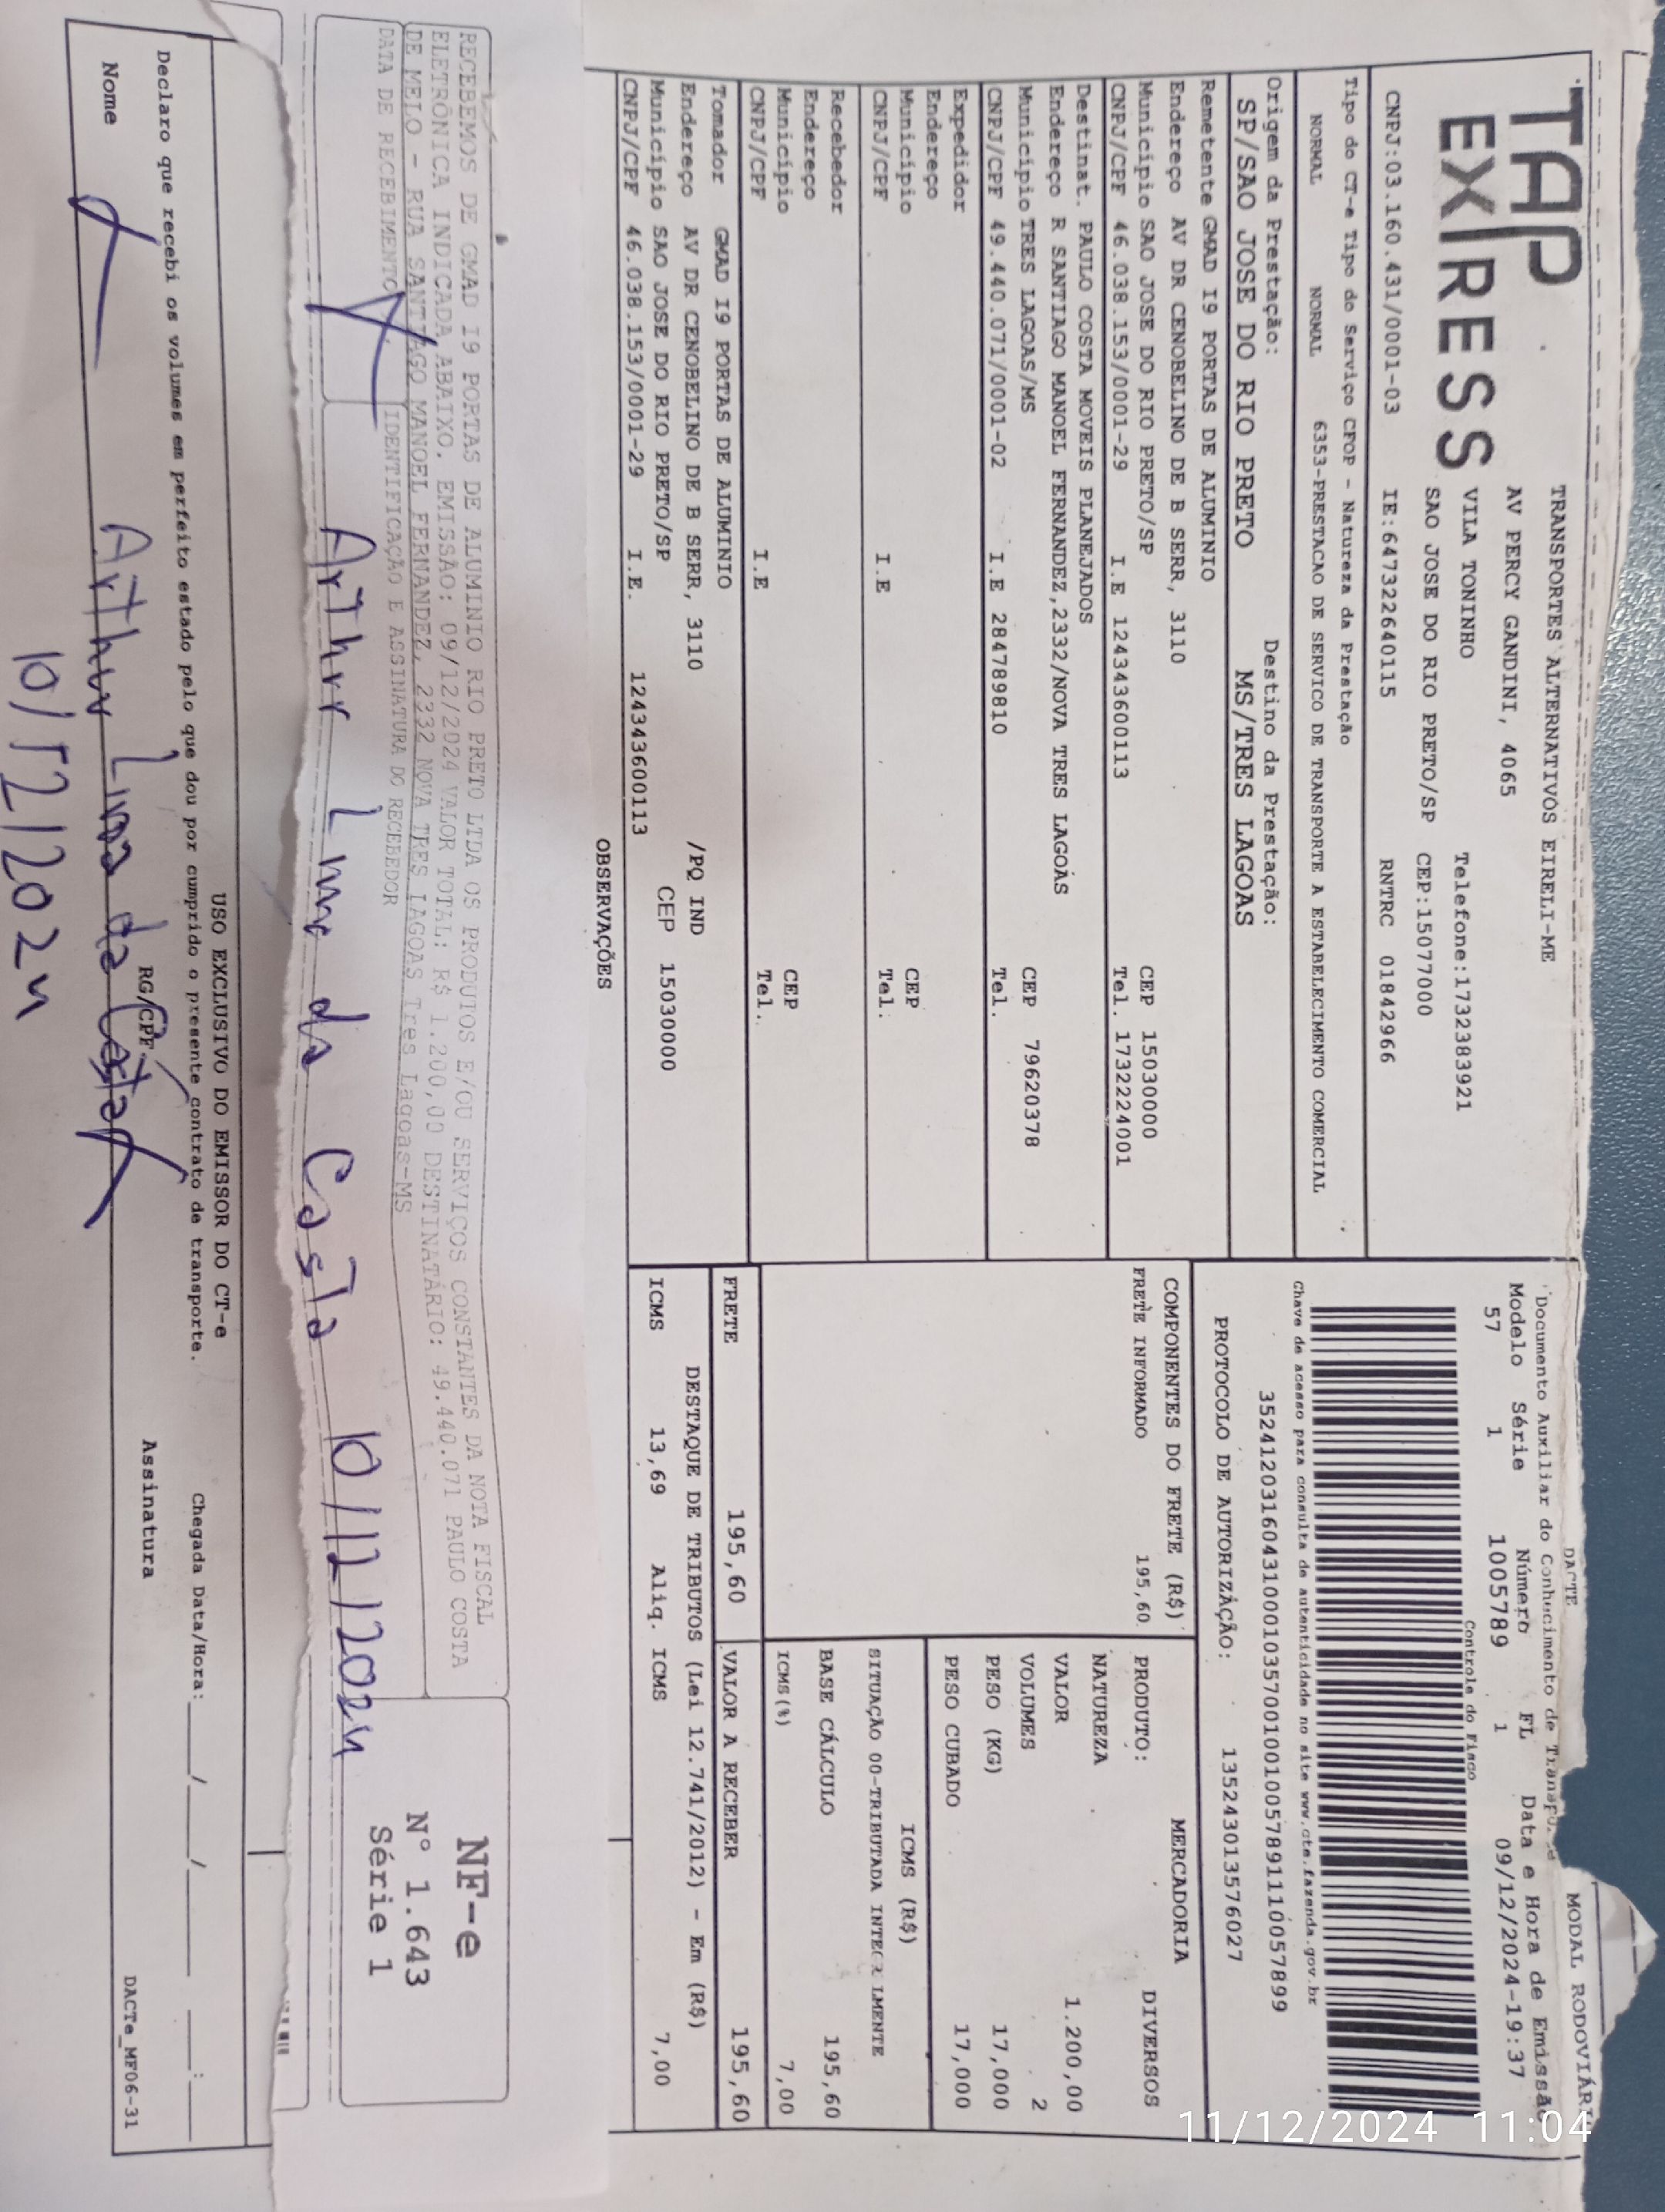 TAP
EXPRESS
TRANSPORTES ALTERNATIVOS EIRELI-ME
AV PERCY GANDINI, 4065
VILA TONINHO
Telefone:1732383921
SAO JOSE DO RIO PRETO/SP CEP:15077000
CNPJ:03.160.431/0001-03 IE:647322640115 RNTRC 01842966
Tipo do CT-e Tipo do Serviço CFOP - Natureza da Prestação
NORMAL NORMAL 6353-PRESTACAO DE SERVICO DE TRANSPORTE A ESTABELECIMENTO COMERCIAL
Origem da Prestação: Destino da Prestação:
SP/SAO JOSE DO RIO PRETO MS/TRES LAGOAS
Remetente GMAD I9 PORTAS DE ALUMINIO
Endereço AV DR CENOBELINO DE B SERR, 3110
Município SAO JOSE DO RIO PRETO/SP CEP 15030000
CNPJ/CPF 46.038.153/0001-29 I.E 124343600113 Tel. 1732224001
Destinat. PAULO COSTA MOVEIS PLANEJADOS
Endereço R SANTIAGO MANOEL FERNANDEZ,2332/NOVA TRES LAGOAS
Município TRES LAGOAS/MS CEP 79620378
CNPJ/CPF 49.440.071/0001-02 I.E 284789810 Tel.
Expedidor
Endereço
Município CEP
CNPJ/CPF I.E Tel.
Recebedor
Endereço
Município CEP
CNPJ/CPF I.E Tel.
Tomador GMAD I9 PORTAS DE ALUMINIO
Endereço AV DR CENOBELINO DE B SERR, 3110 /PQ IND
Município SAO JOSE DO RIO PRETO/SP CEP 15030000
CNPJ/CPF 46.038.153/0001-29 I.E. 124343600113
OBSERVAÇÕES
DACTE
MODAL RODOVIÁRI
Documento Auxiliar do Conhecimento de Transporte
Modelo Série Número FL Data e Hora de Emissão
57 1 1005789 1 09/12/2024-19:37
Controle do Fisco
Chave de acesso para consulta de autenticidade no site www.cte.fazenda.gov.br
35241203160431000103570010010057891110057899
PROTOCOLO DE AUTORIZAÇÃO: 135243013576027
COMPONENTES DO FRETE (R$)
FRETE INFORMADO 195,60
MERCADORIA
PRODUTO: DIVERSOS
NATUREZA
VALOR 1.200,00
VOLUMES 2
PESO (KG) 17,000
PESO CUBADO 17,000
ICMS (R$)
SITUAÇÃO 00-TRIBUTADA INTEGRALMENTE
BASE CÁLCULO 195,60
ICMS(%) 7,00
FRETE 195,60 VALOR A RECEBER 195,60
DESTAQUE DE TRIBUTOS (Lei 12.741/2012) - Em (R$)
ICMS 13,69 Aliq. ICMS 7,00
RECEBEMOS DE GMAD I9 PORTAS DE ALUMINIO RIO PRETO LTDA OS PRODUTOS E/OU SERVIÇOS CONSTANTES DA NOTA FISCAL
ELETRÔNICA INDICADA ABAIXO. EMISSÃO: 09/12/2024 VALOR TOTAL: R$ 1.200,00 DESTINATÁRIO: 49.440.071 PAULO COSTA
DE MELO - RUA SANTIAGO MANOEL FERNANDEZ, 2332 NOVA TRES LAGOAS Três Lagoas-MS
DATA DE RECEBIMENTO IDENTIFICAÇÃO E ASSINATURA DO RECEBEDOR
Arthur Lima da Costa 10/12/2024
NF-e
Nº 1.643
Série 1
USO EXCLUSIVO DO EMISSOR DO CT-e
Declaro que recebi os volumes em perfeito estado pelo que dou por cumprido o presente contrato de transporte. Chegada Data/Hora: ___/___/___ ___:___
Nome RG/CPF Assinatura
Arthur Lima da Costa
10/12/2024
DACTe_MF06-31
11/12/2024 11:04